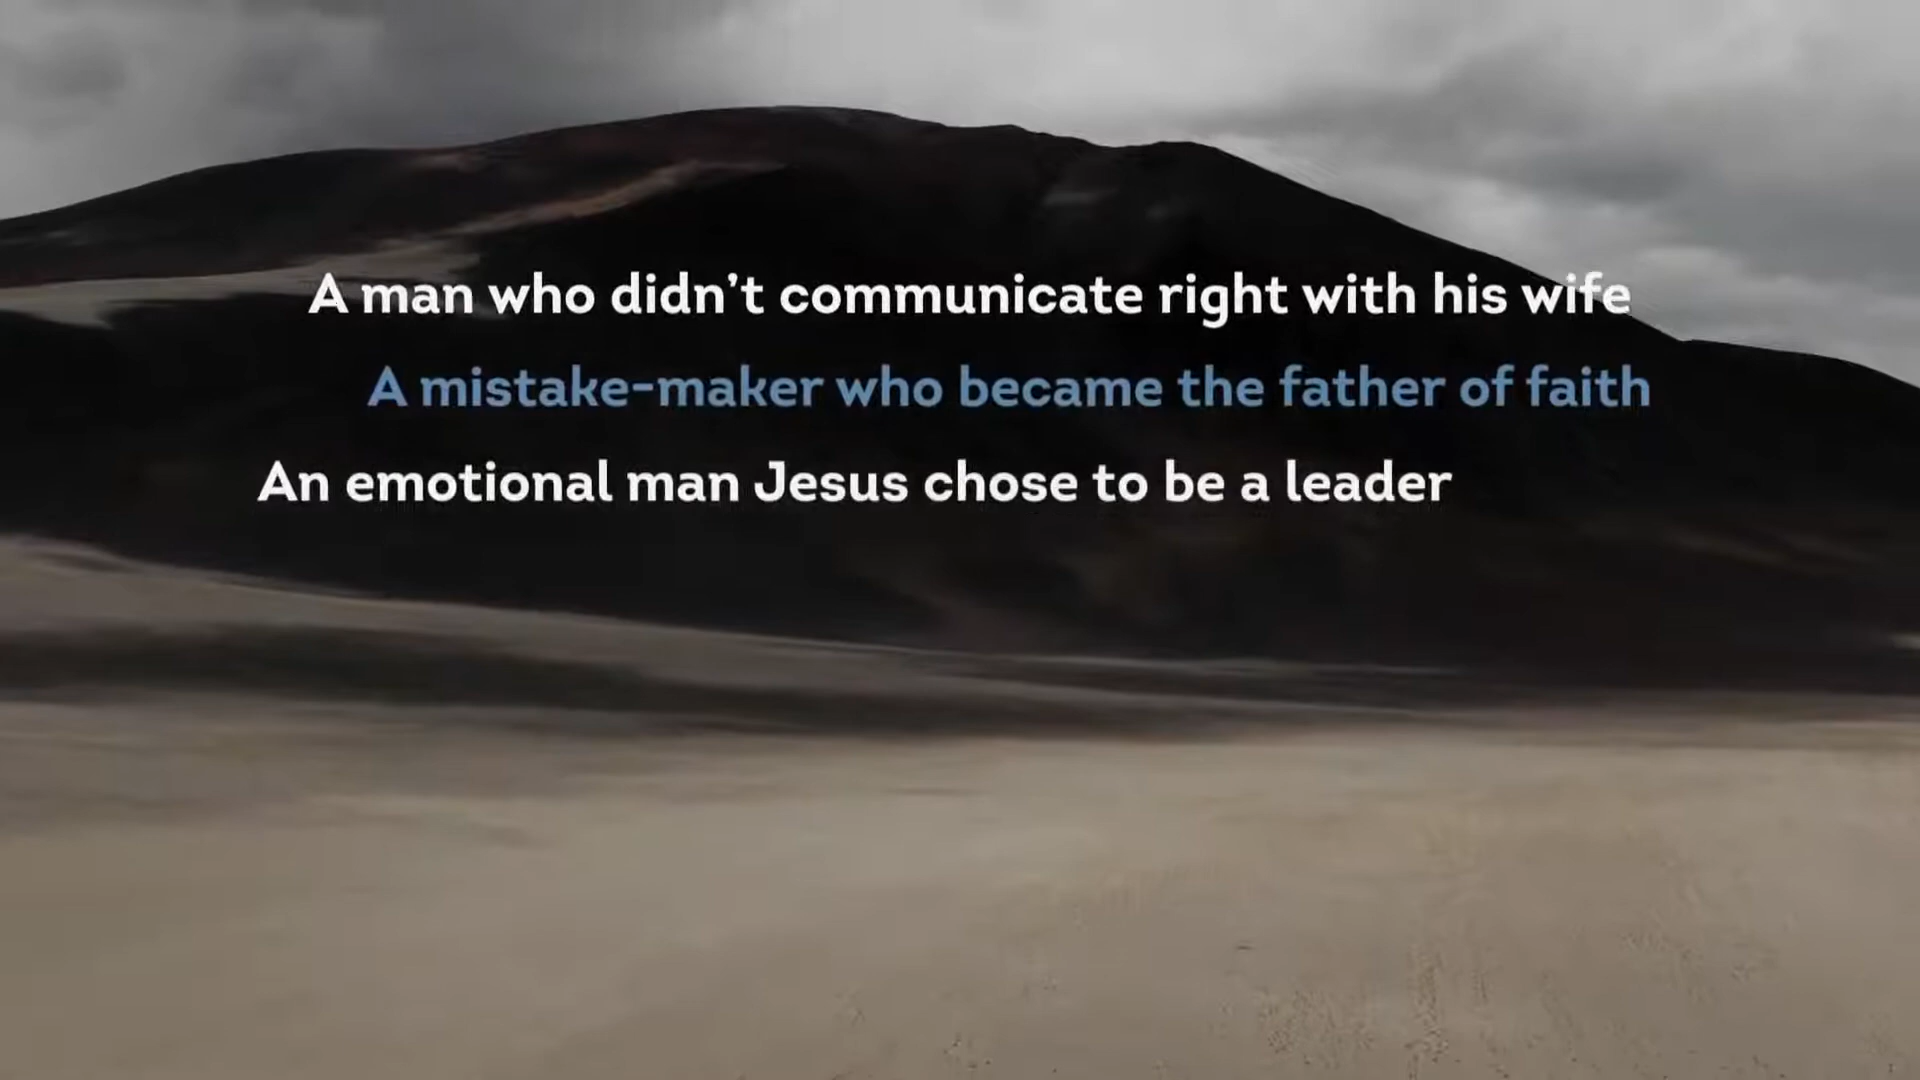 A man who didn’t communicate right with his wife
A mistake-maker who became the father of faith
An emotional man Jesus chose to be a leader